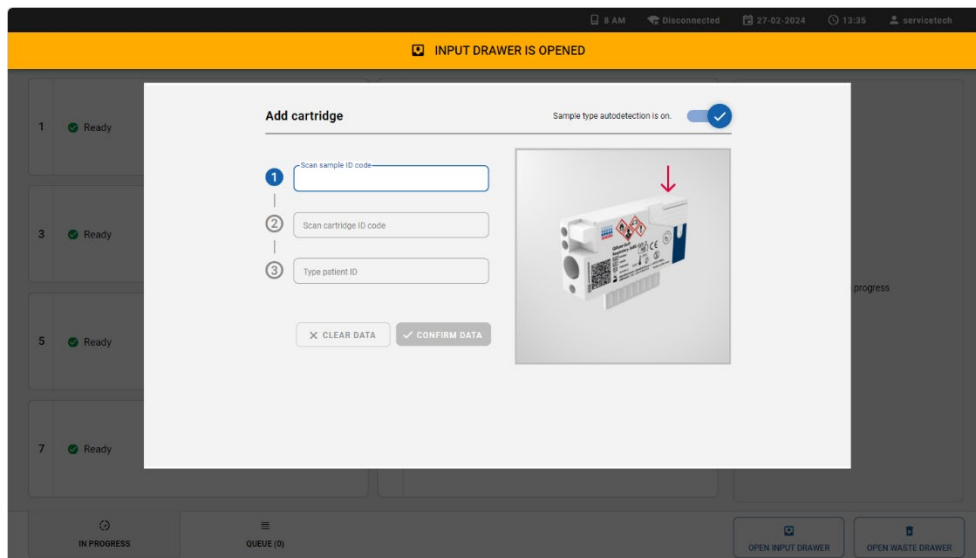 8 AM Disconnected 27-02-2024 13:35 servicetech
INPUT DRAWER IS OPENED
Add cartridge
Sample type autodetection is on.
1 Ready
3 Ready
5 Ready
7 Ready
1 Scan sample ID code
2 Scan cartridge ID code
3 Type patient ID
CLEAR DATA
CONFIRM DATA
progress
IN PROGRESS
QUEUE (0)
OPEN INPUT DRAWER
OPEN WASTE DRAWER